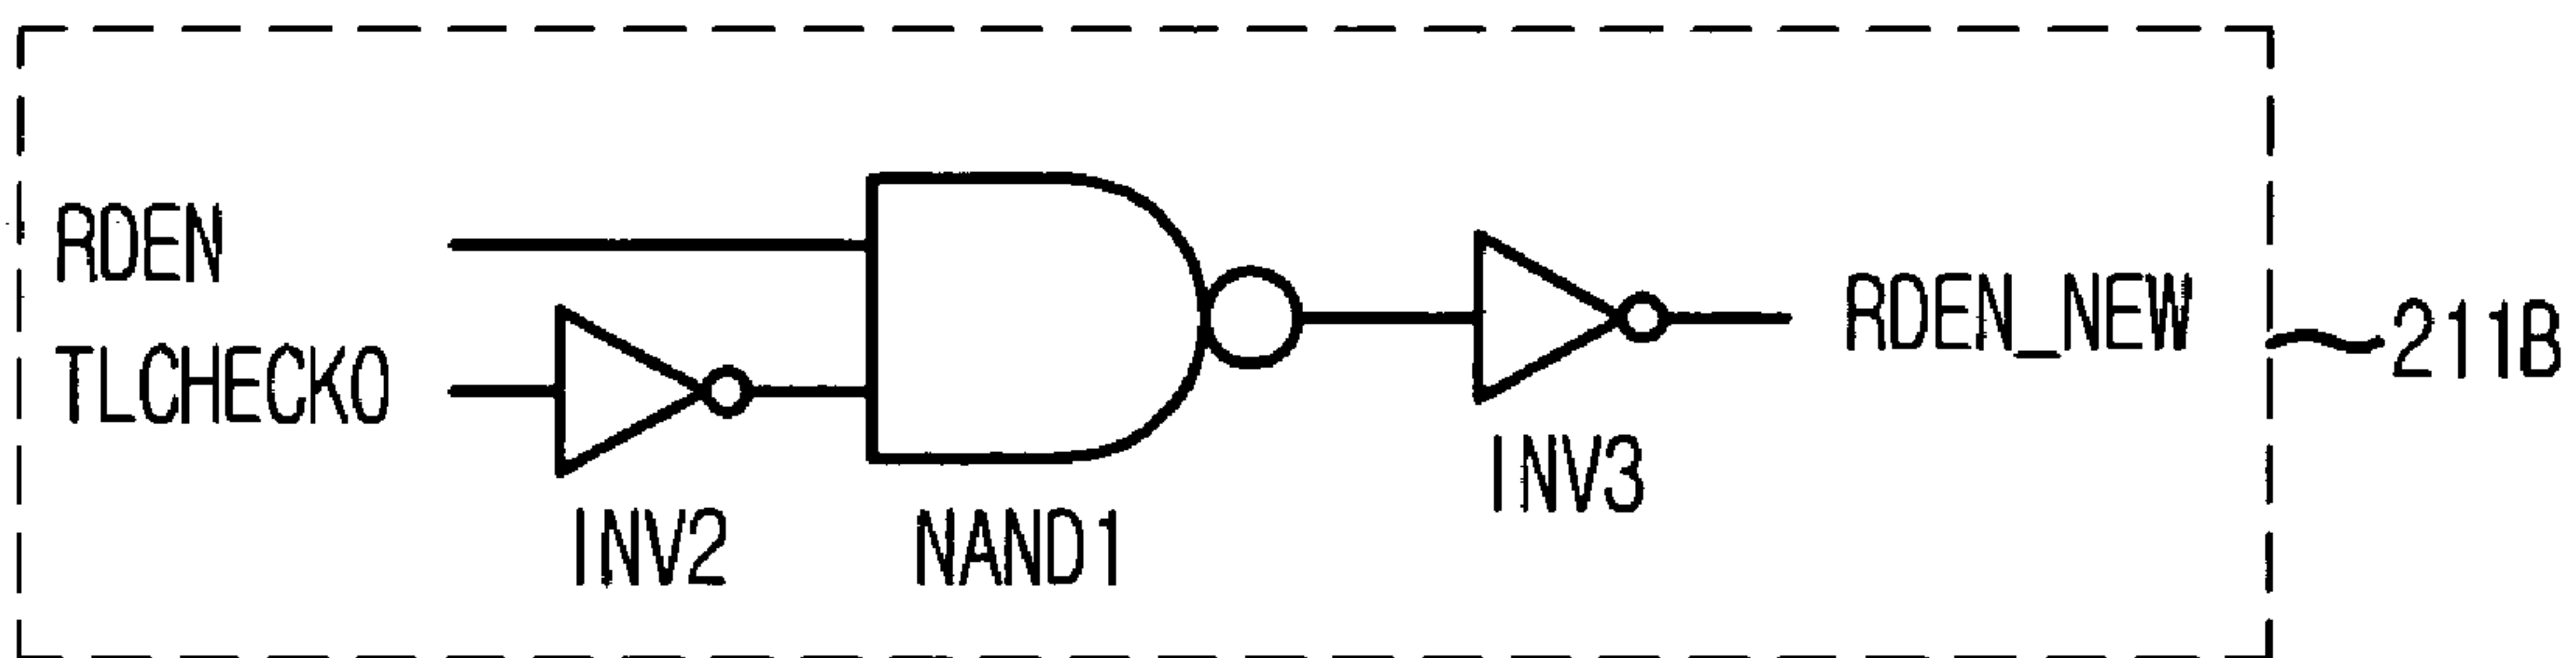 RDEN
TLCHECK0
INV2
NAND1
INV3
RDEN_NEW
211B